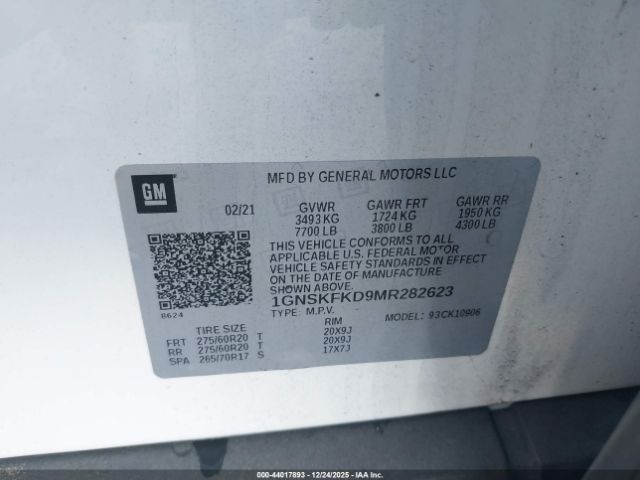 GM
MFD BY GENERAL MOTORS LLC
02/21 GVWR GAWR FRT GAWR RR
3493 KG 1724 KG 1950 KG
7700 LB 3800 LB 4300 LB
THIS VEHICLE CONFORMS TO ALL
APPLICABLE U.S. FEDERAL MOTOR
VEHICLE SAFETY STANDARDS IN EFFECT
ON THE DATE OF MANUFACTURE
SHOWN ABOVE.
1GNSKFKD9MR282623
8624
TYPE: M.P.V. MODEL: 93CK10906
TIRE SIZE RIM
FRT 275/60R20 T 20X9J
RR 275/60R20 T 20X9J
SPA 265/70R17 S 17X7J
000-44017893 - 12/24/2025 - IAAI.COM